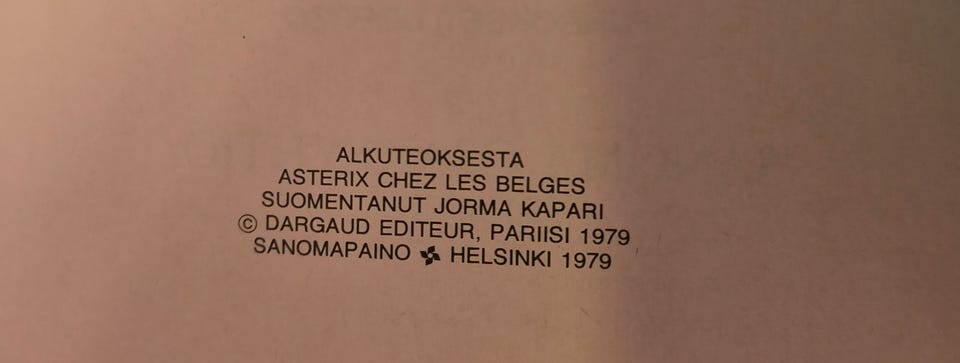 ALKUTEOKSESTA
ASTERIX CHEZ LES BELGES
SUOMENTANUT JORMA KAPARI
© DARGAUD EDITEUR, PARIISI 1979
SANOMAPAINO HELSINKI 1979